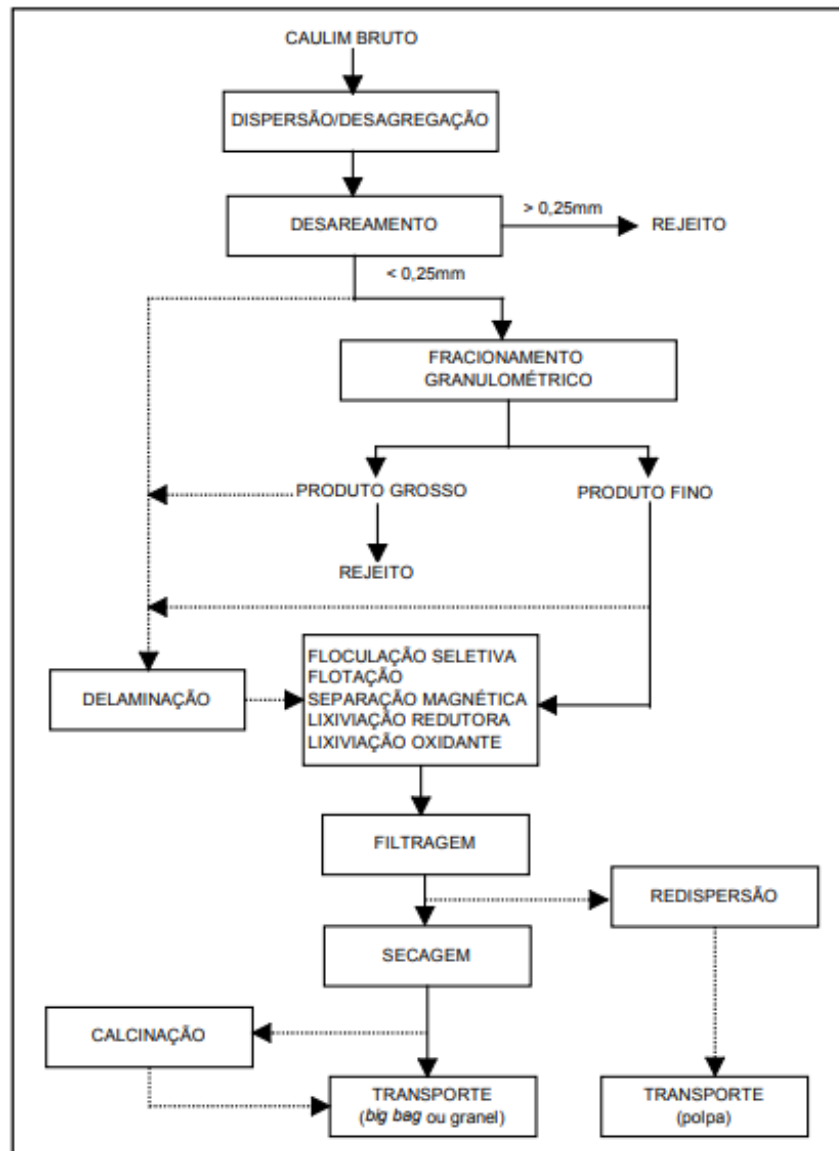 CAULIM BRUTO
DISPERSÃO/DESAGREGAÇÃO
DESAREAMENTO
> 0,25mm
REJEITO
< 0,25mm
FRACIONAMENTO
GRANULOMÉTRICO
PRODUTO GROSSO
PRODUTO FINO
REJEITO
DELAMINAÇÃO
FLOCULAÇÃO SELETIVA
FLOTAÇÃO
SEPARAÇÃO MAGNÉTICA
LIXIVIAÇÃO REDUTORA
LIXIVIAÇÃO OXIDANTE
FILTRAGEM
REDISPERSÃO
SECAGEM
CALCINAÇÃO
TRANSPORTE
(big bag ou granel)
TRANSPORTE
(polpa)